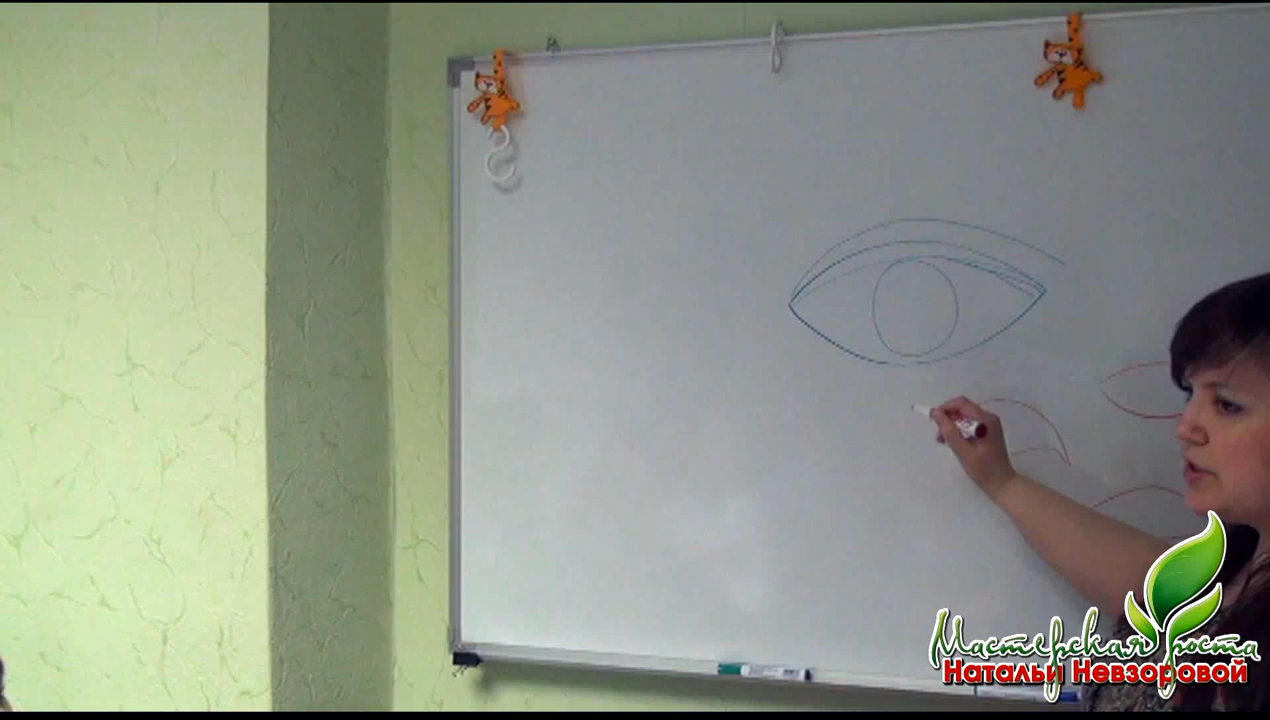 Мастерская роста
Натальи Невзоровой